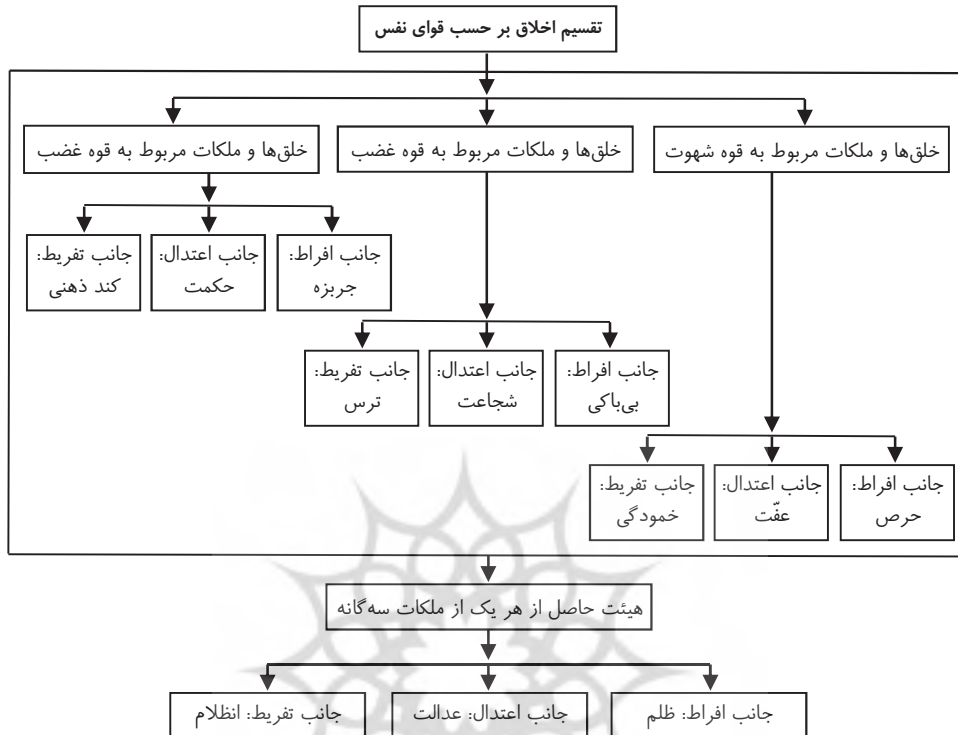 تقسیم اخلاق بر حسب قوای نفس
خلق‌ها و ملکات مربوط به قوه شهوت
خلق‌ها و ملکات مربوط به قوه غضب
خلق‌ها و ملکات مربوط به قوه غضب
جانب افراط:
جربزه
جانب اعتدال:
حکمت
جانب تفریط:
کند ذهنی
جانب افراط:
بی‌باکی
جانب اعتدال:
شجاعت
جانب تفریط:
ترس
جانب افراط:
حرص
جانب اعتدال:
عفّت
جانب تفریط:
خمودگی
هیئت حاصل از هر یک از ملکات سه‌گانه
جانب افراط: ظلم
جانب اعتدال: عدالت
جانب تفریط: انظلام